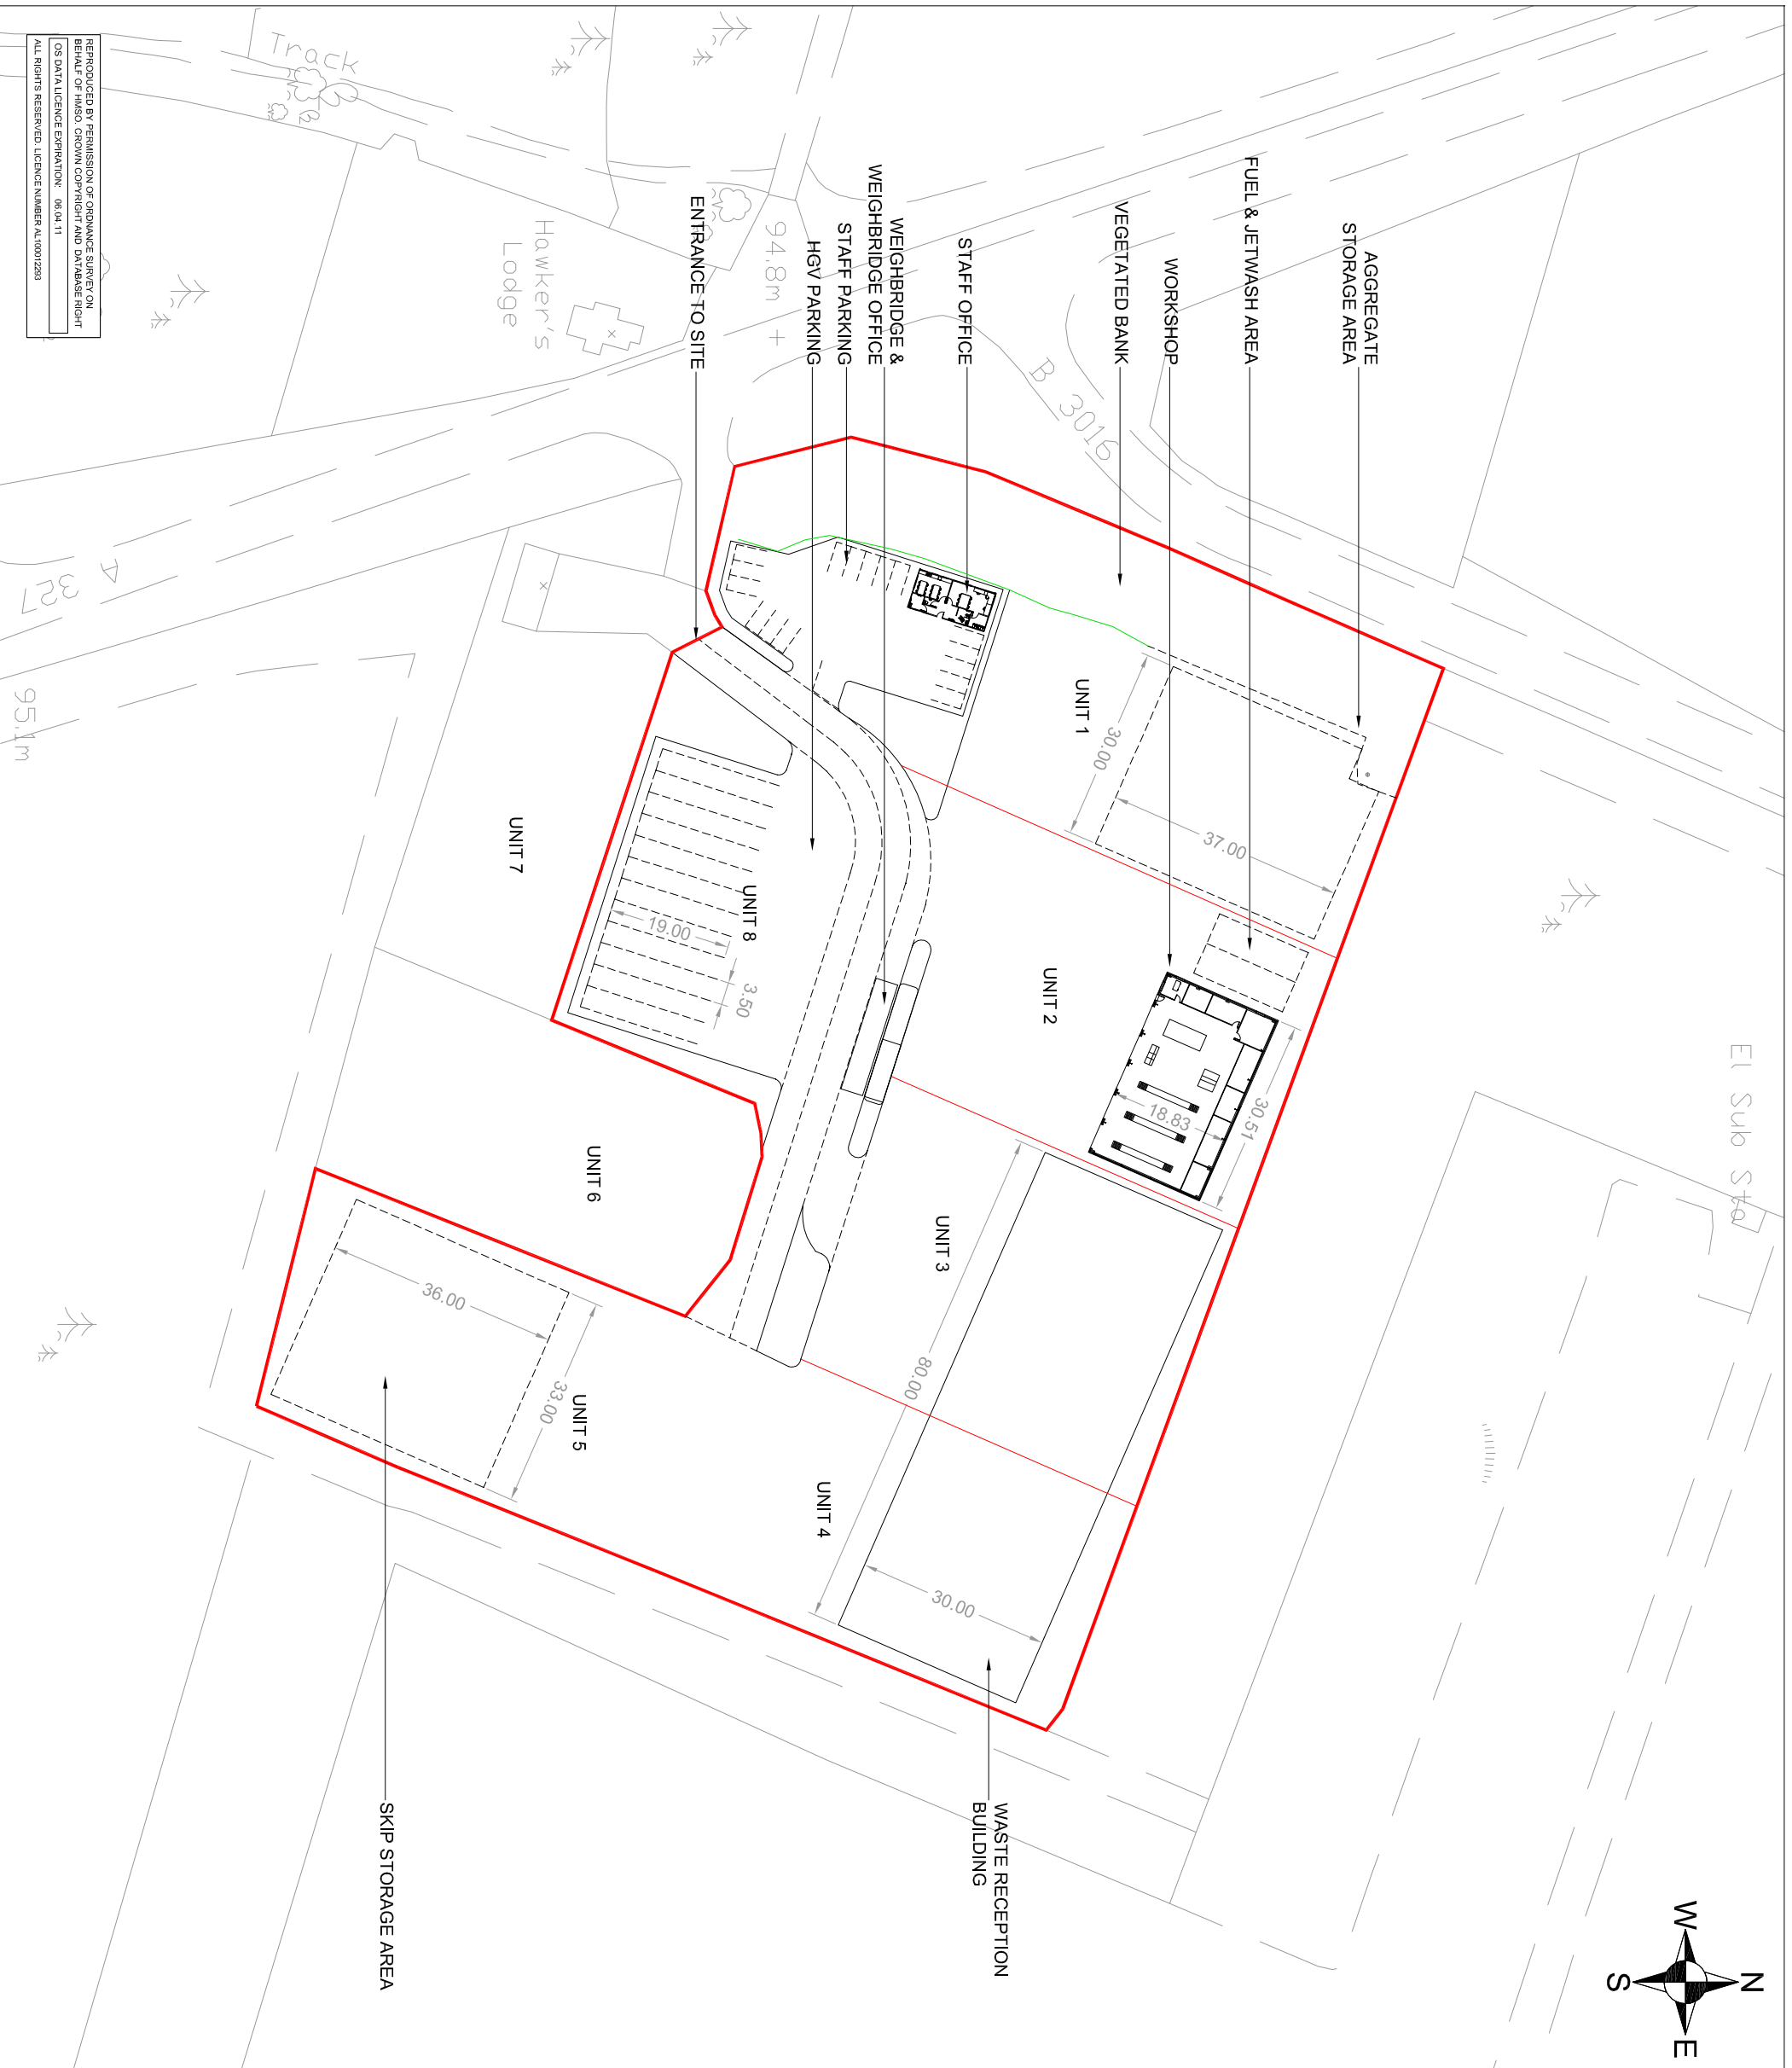 REPRODUCED BY PERMISSION OF ORDNANCE SURVEY ON
BEHALF OF HMSO. CROWN COPYRIGHT AND DATABASE RIGHT
OS DATA LICENCE EXPIRATION: 06.04.11
ALL RIGHTS RESERVED. LICENCE NUMBER AL100012293
Track
Hawker's
Lodge
94.8m +
B 3016
A 327
95.1m
El Sub Sta
AGGREGATE
STORAGE AREA
FUEL & JETWASH AREA
WORKSHOP
VEGETATED BANK
STAFF OFFICE
WEIGHBRIDGE &
WEIGHBRIDGE OFFICE
STAFF PARKING
HGV PARKING
ENTRANCE TO SITE
UNIT 1
30.00
37.00
UNIT 2
30.51
18.83
UNIT 3
80.00
UNIT 4
30.00
UNIT 5
33.00
36.00
UNIT 6
UNIT 7
UNIT 8
19.00
3.50
WASTE RECEPTION
BUILDING
SKIP STORAGE AREA
N
W
E
S